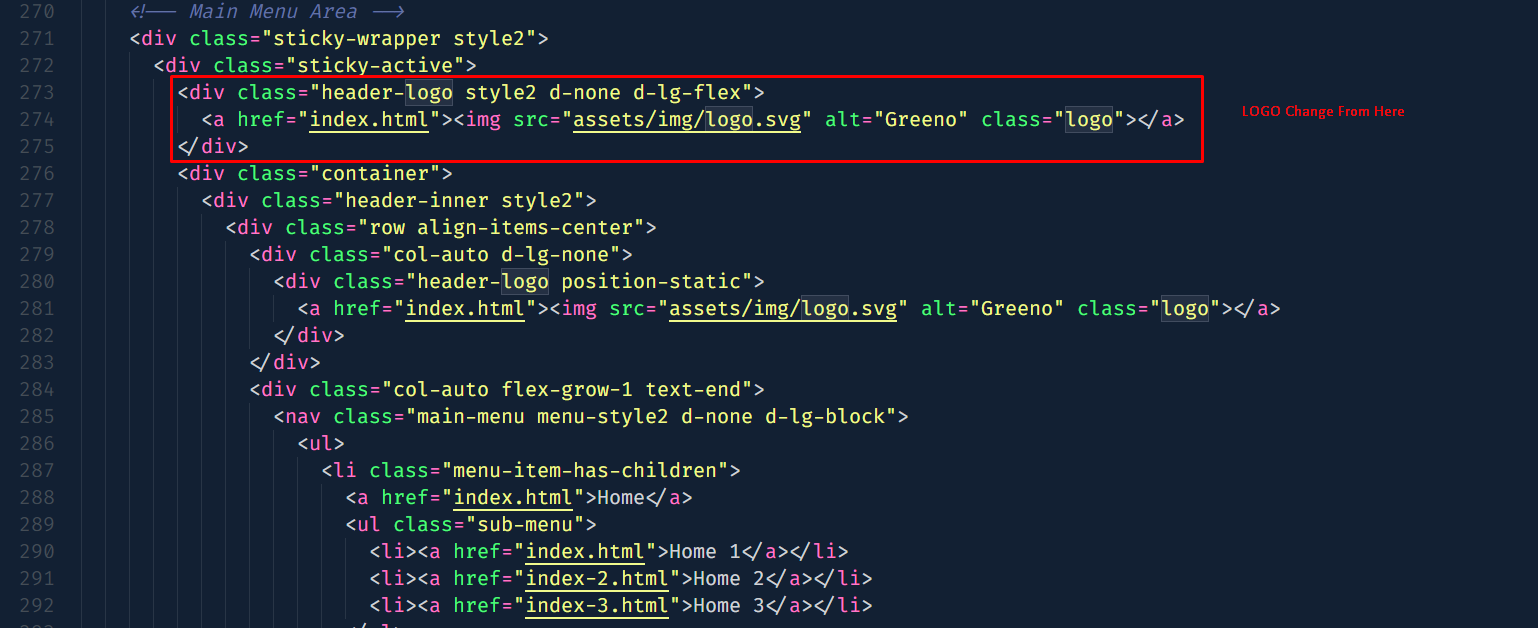 270 <!-- Main Menu Area -->
271 <div class="sticky-wrapper style2">
272 <div class="sticky-active">
273 <div class="header-logo style2 d-none d-lg-flex">
274 <a href="index.html"><img src="assets/img/logo.svg" alt="Greeno" class="logo"></a>
LOGO Change From Here
275 </div>
276 <div class="container">
277 <div class="header-inner style2">
278 <div class="row align-items-center">
279 <div class="col-auto d-lg-none">
280 <div class="header-logo position-static">
281 <a href="index.html"><img src="assets/img/logo.svg" alt="Greeno" class="logo"></a>
282 </div>
283 </div>
284 <div class="col-auto flex-grow-1 text-end">
285 <nav class="main-menu menu-style2 d-none d-lg-block">
286 <ul>
287 <li class="menu-item-has-children">
288 <a href="index.html">Home</a>
289 <ul class="sub-menu">
290 <li><a href="index.html">Home 1</a></li>
291 <li><a href="index-2.html">Home 2</a></li>
292 <li><a href="index-3.html">Home 3</a></li>